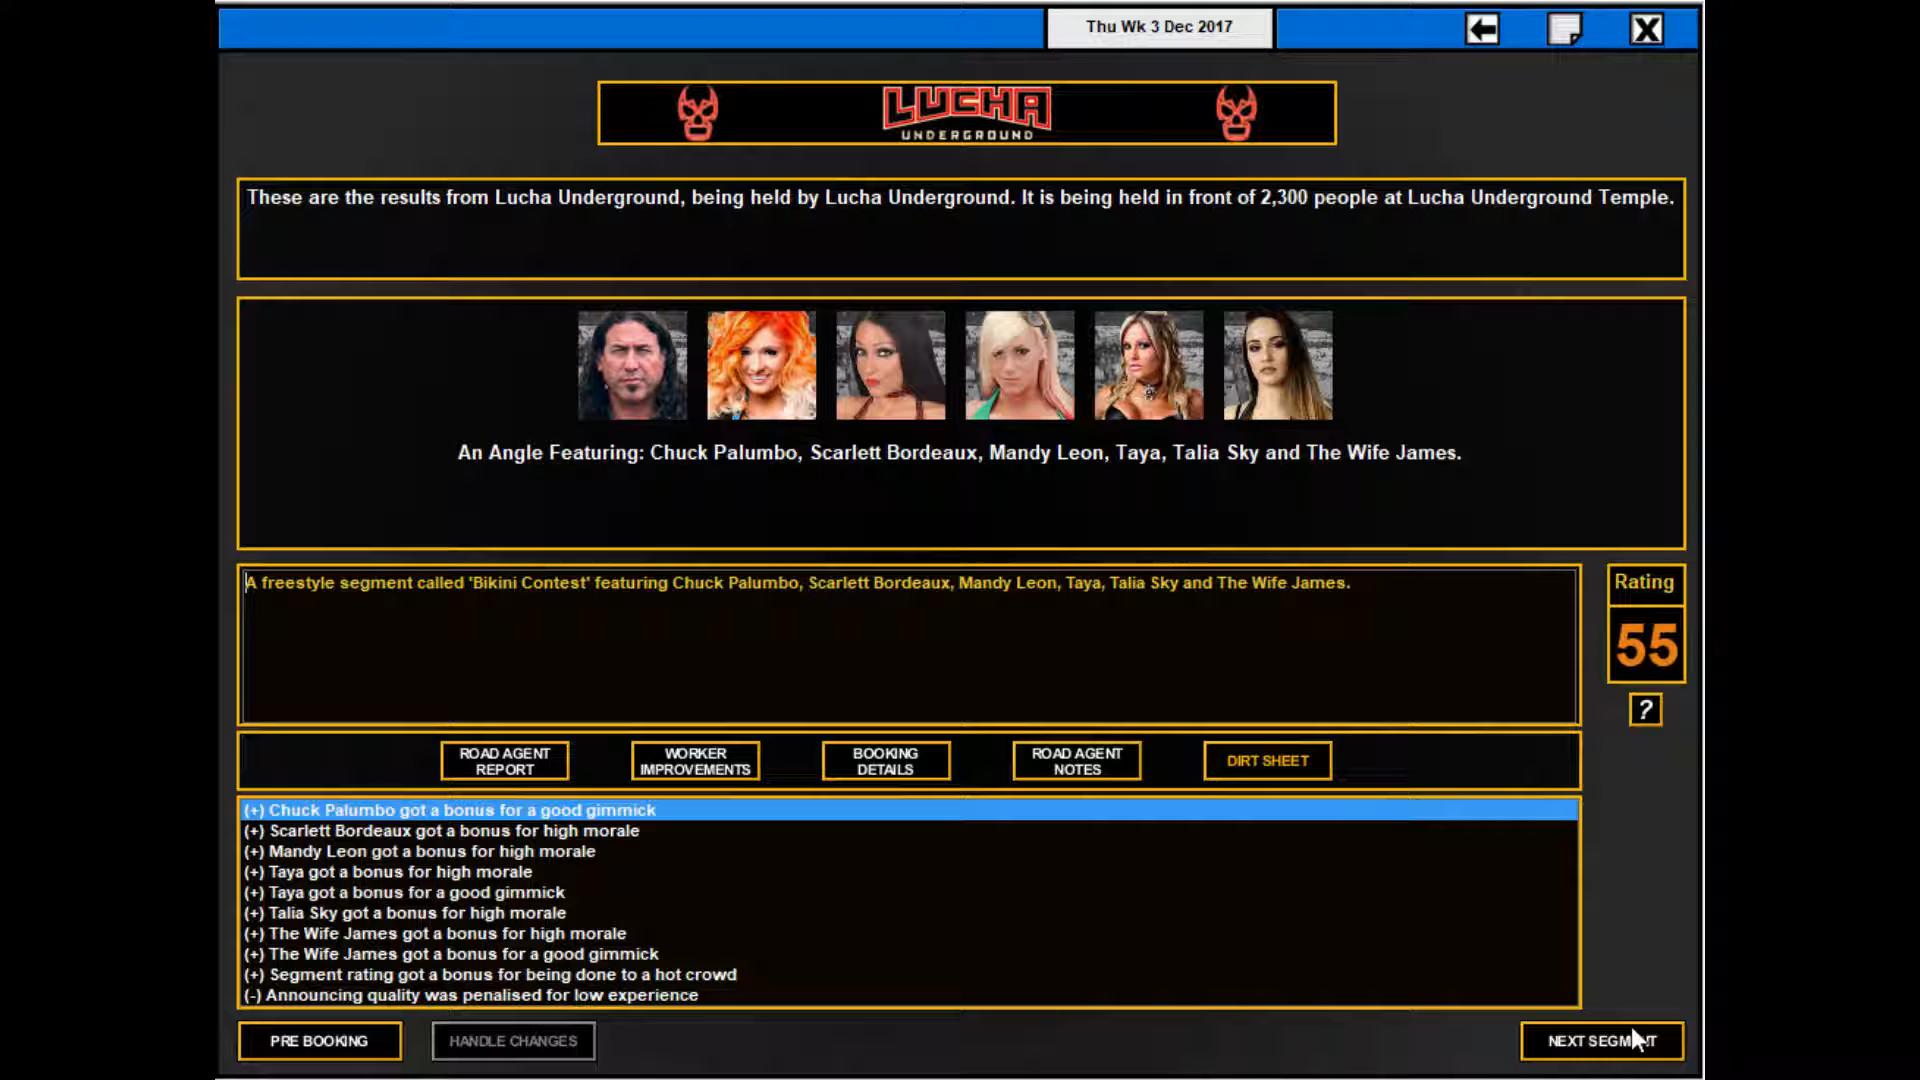 Thu Wk 3 Dec 2017
LUCHA
UNDERGROUND
These are the results from Lucha Underground, being held by Lucha Underground. It is being held in front of 2,300 people at Lucha Underground Temple.
An Angle Featuring: Chuck Palumbo, Scarlett Bordeaux, Mandy Leon, Taya, Talia Sky and The Wife James.
A freestyle segment called 'Bikini Contest' featuring Chuck Palumbo, Scarlett Bordeaux, Mandy Leon, Taya, Talia Sky and The Wife James.
Rating
55
?
ROAD AGENT
REPORT
WORKER
IMPROVEMENTS
BOOKING
DETAILS
ROAD AGENT
NOTES
DIRT SHEET
(+) Chuck Palumbo got a bonus for a good gimmick
(+) Scarlett Bordeaux got a bonus for high morale
(+) Mandy Leon got a bonus for high morale
(+) Taya got a bonus for high morale
(+) Taya got a bonus for a good gimmick
(+) Talia Sky got a bonus for high morale
(+) The Wife James got a bonus for high morale
(+) The Wife James got a bonus for a good gimmick
(+) Segment rating got a bonus for being done to a hot crowd
(-) Announcing quality was penalised for low experience
PRE BOOKING
HANDLE CHANGES
NEXT SEGMENT